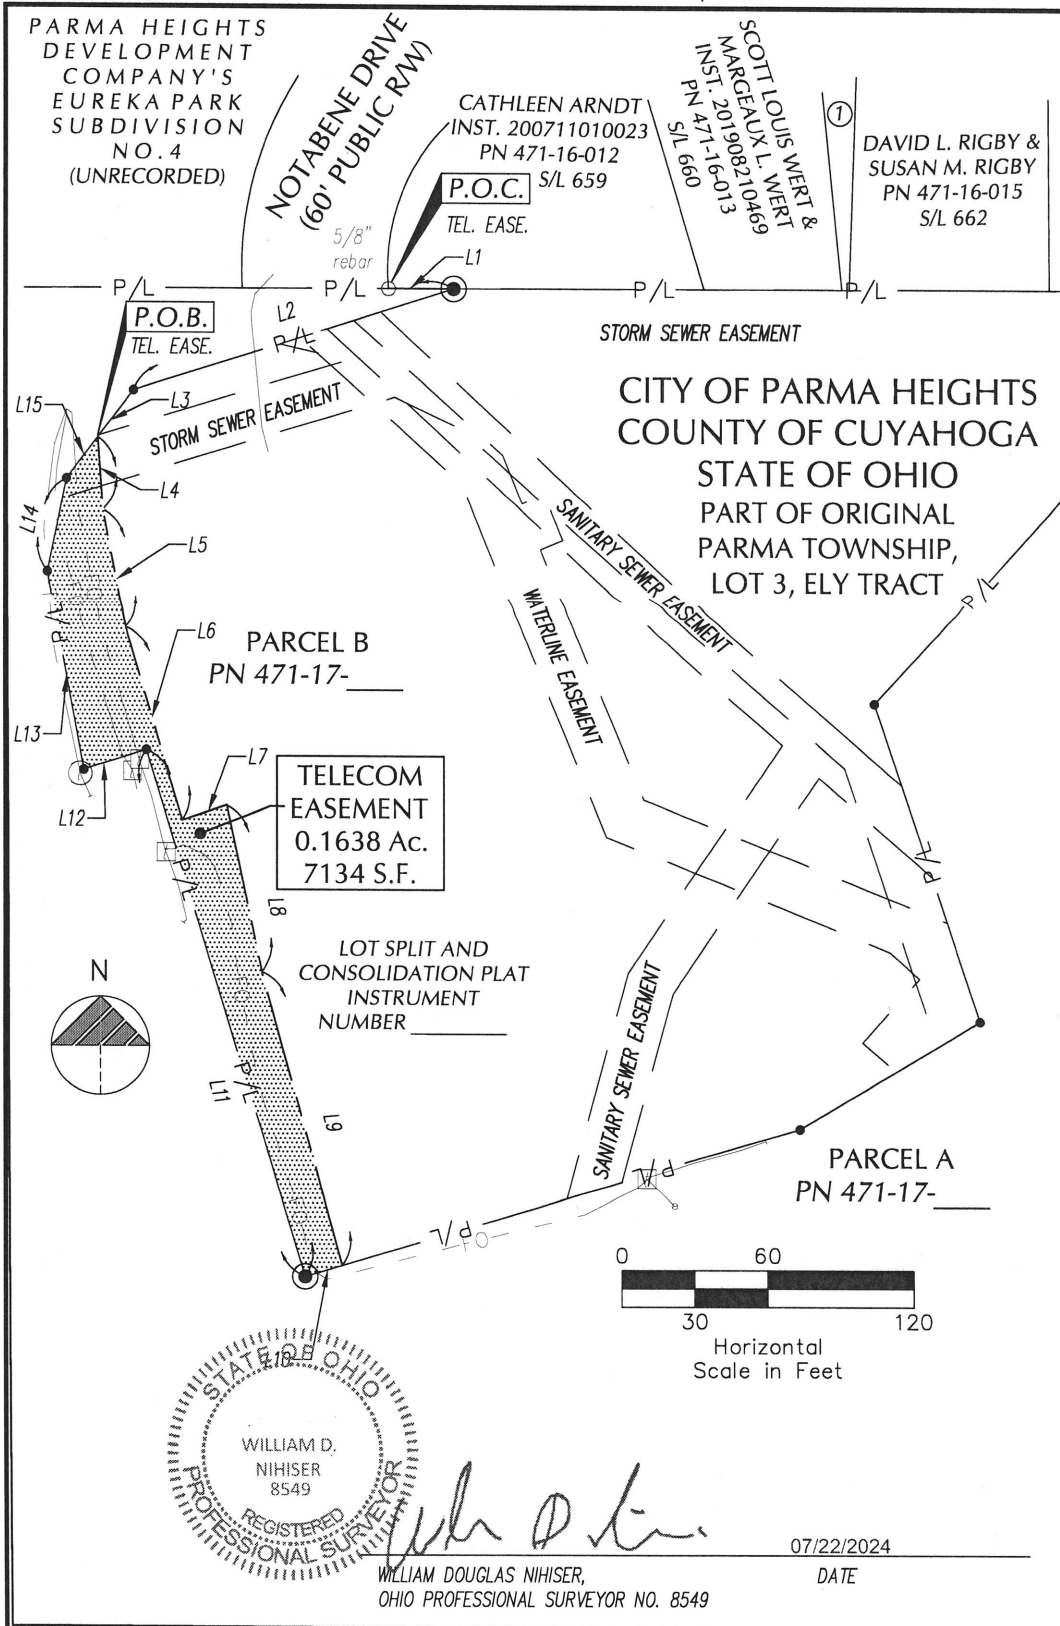 PARMA HEIGHTS
DEVELOPMENT
COMPANY'S
EUREKA PARK
SUBDIVISION
NO.4
(UNRECORDED)
NOTABENE DRIVE
(60' PUBLIC R/W)
CATHLEEN ARNDT
INST. 200711010023
PN 471-16-012
S/L 659
SCOTT LOUIS WERT &
MARGEAUX L. WERT
INST. 201908210469
PN 471-16-013
S/L 660
1
DAVID L. RIGBY &
SUSAN M. RIGBY
PN 471-16-015
S/L 662
P.O.C.
TEL. EASE.
5/8"
rebar
L1
P/L
P/L
P/L
P/L
P.O.B.
TEL. EASE.
L2
P/L
STORM SEWER EASEMENT
L15
L3
STORM SEWER EASEMENT
CITY OF PARMA HEIGHTS
COUNTY OF CUYAHOGA
STATE OF OHIO
PART OF ORIGINAL
PARMA TOWNSHIP,
LOT 3, ELY TRACT
L4
L14
L5
SANITARY SEWER EASEMENT
WATERLINE EASEMENT
P/L
P/L
L6
PARCEL B
PN 471-17-____
L13
L7
L12
TELECOM
EASEMENT
0.1638 Ac.
7134 S.F.
P/L
P/L
L8
LOT SPLIT AND
CONSOLIDATION PLAT
INSTRUMENT
NUMBER ________
N
L11
P/L
L9
SANITARY SEWER EASEMENT
P/L
P/L
FO
PARCEL A
PN 471-17-____
0
60
30
120
Horizontal
Scale in Feet
L10
STATE OF OHIO
WILLIAM D.
NIHISER
8549
REGISTERED
PROFESSIONAL SURVEYOR
07/22/2024
WILLIAM DOUGLAS NIHISER,
OHIO PROFESSIONAL SURVEYOR NO. 8549
DATE